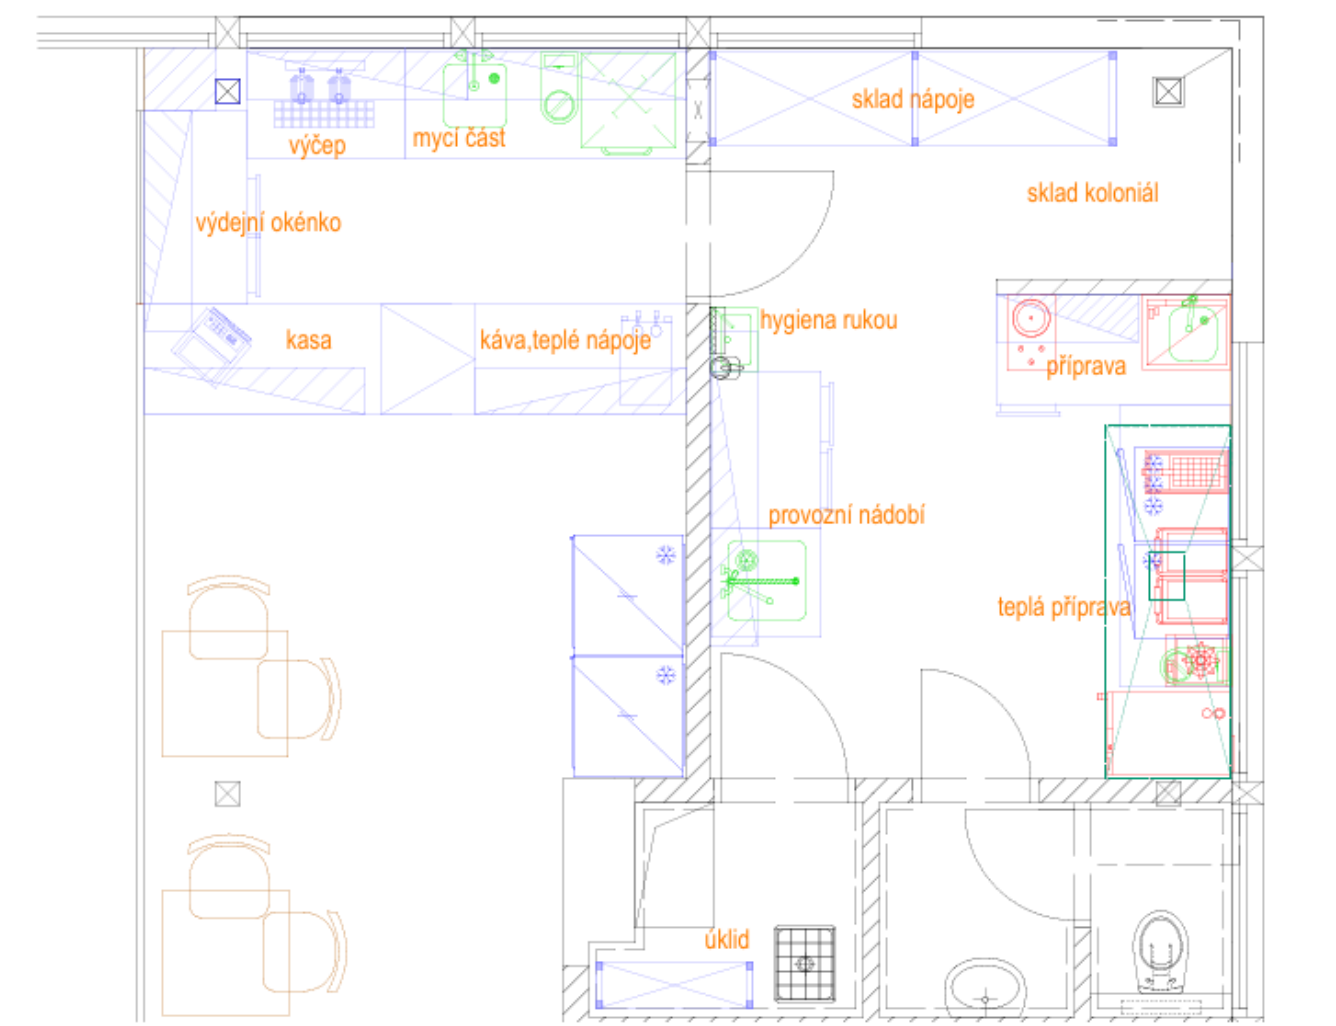 sklad nápoje
výčep
mycí část
sklad koloniál
výdejní okénko
hygiena rukou
kasa
káva,teplé nápoje
příprava
provozní nádobí
teplá příprava
úklid